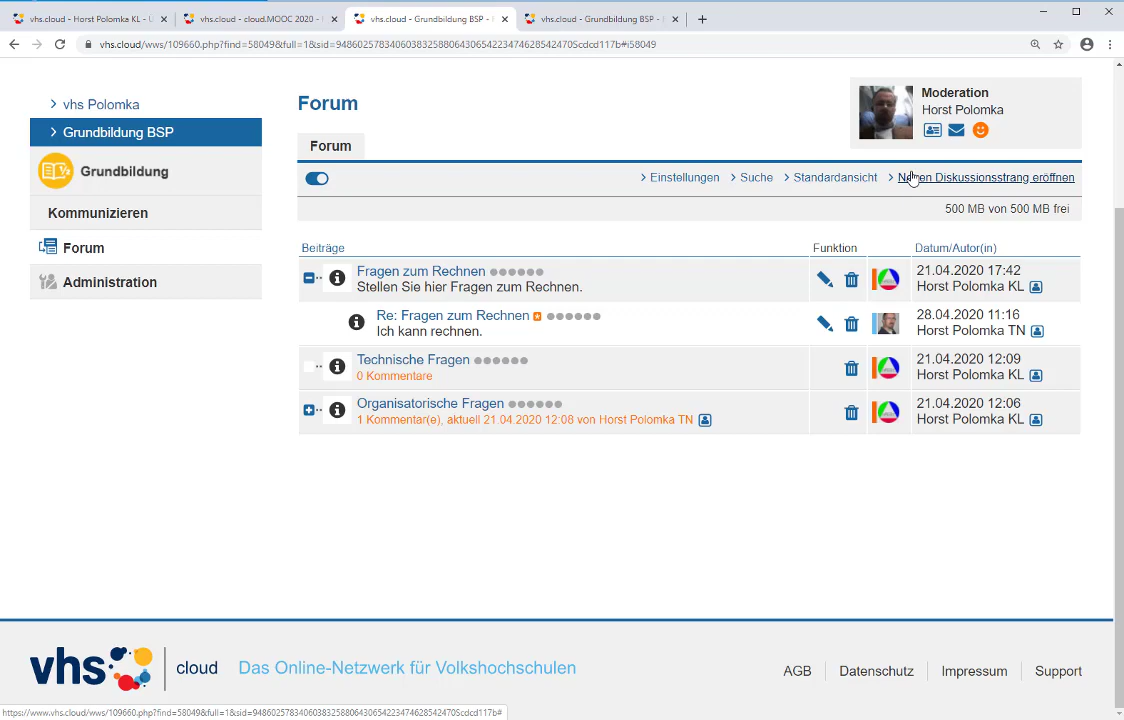 vhs.cloud - Horst Polomka KL - U
vhs.cloud - cloud.MOOC 2020 -
vhs.cloud - Grundbildung BSP -
vhs.cloud - Grundbildung BSP -
vhs.cloud/wws/109660.php?find=58049&full=1&sid=94860257834060383258806430654223474628542470Scdcd117b#i58049
vhs Polomka
Grundbildung BSP
Grundbildung
Kommunizieren
Forum
Administration
Forum
Moderation
Horst Polomka
Forum
Einstellungen
Suche
Standardansicht
Neuen Diskussionsstrang eröffnen
500 MB von 500 MB frei
Beiträge
Funktion
Datum/Autor(in)
Fragen zum Rechnen
Stellen Sie hier Fragen zum Rechnen.
21.04.2020 17:42
Horst Polomka KL
Re: Fragen zum Rechnen
Ich kann rechnen.
28.04.2020 11:16
Horst Polomka TN
Technische Fragen
0 Kommentare
21.04.2020 12:09
Horst Polomka KL
Organisatorische Fragen
1 Kommentar(e), aktuell 21.04.2020 12:08 von Horst Polomka TN
21.04.2020 12:06
Horst Polomka KL
vhs
cloud
Das Online-Netzwerk für Volkshochschulen
AGB
Datenschutz
Impressum
Support
https://www.vhs.cloud/wws/109660.php?find=58049&full=1&sid=94860257834060383258806430654223474628542470Scdcd117b#